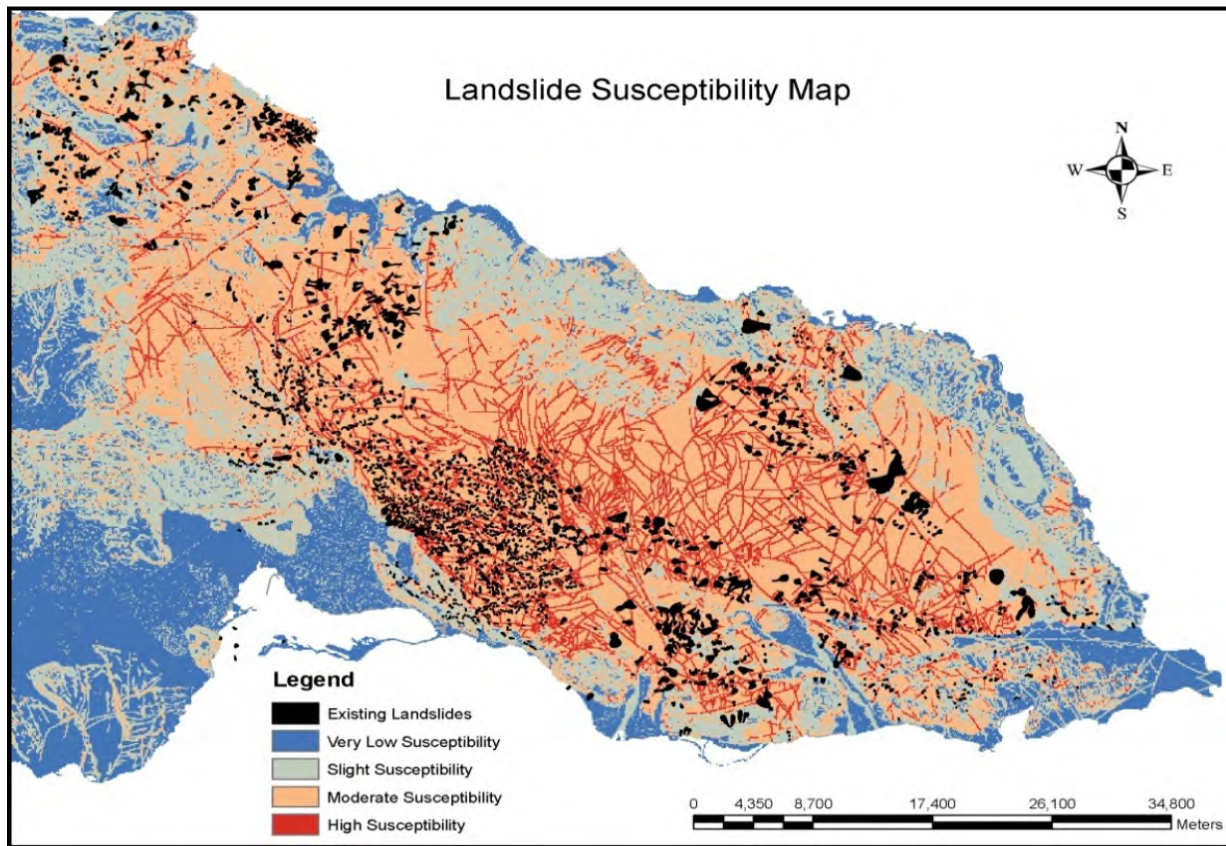 Landslide Susceptibility Map
N
W E
S
Legend
Existing Landslides
Very Low Susceptibility
Slight Susceptibility
Moderate Susceptibility
High Susceptibility
0 4,350 8,700 17,400 26,100 34,800
Meters